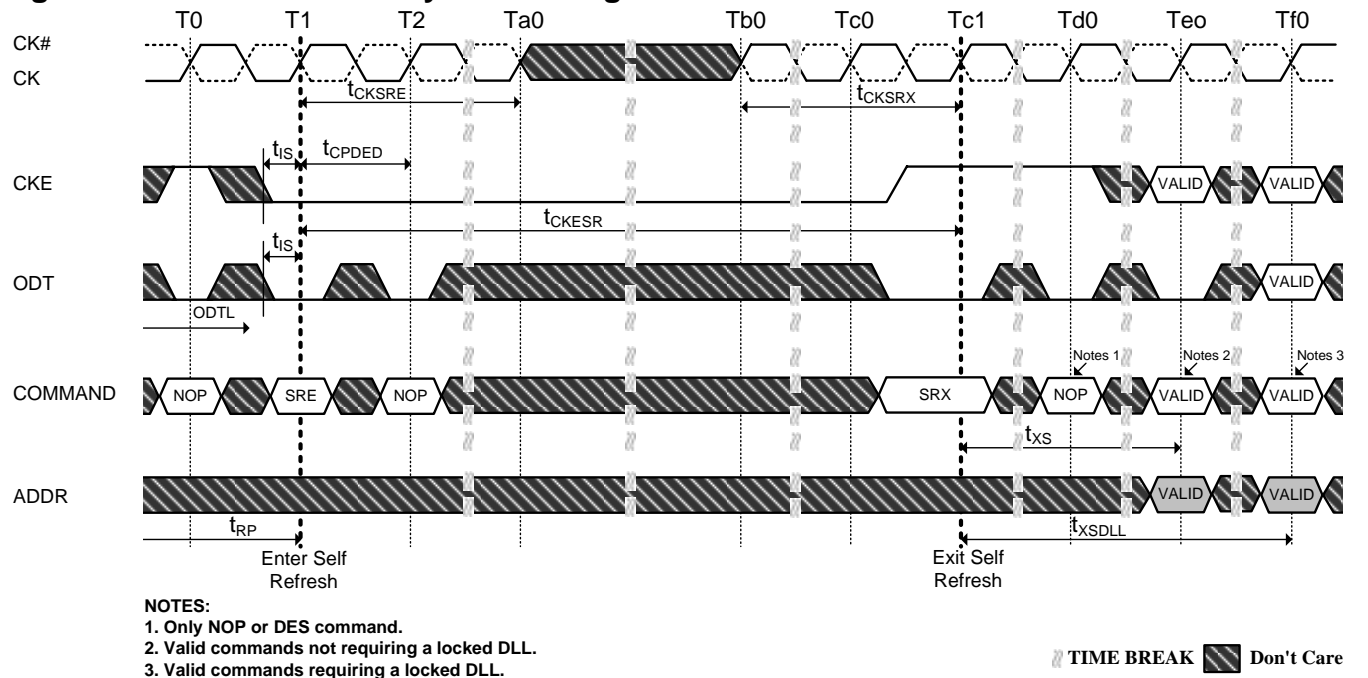 T0 T1 T2 Ta0 Tb0 Tc0 Tc1 Td0 Teo Tf0
CK#
CK
tCKSRE tCKSRX
tIS tCPDED
CKE VALID VALID
tCKESR
tIS
ODT VALID
ODTL
Notes 1 Notes 2 Notes 3
COMMAND NOP SRE NOP SRX NOP VALID VALID
tXS
ADDR VALID VALID
tRP tXSDLL
Enter Self Exit Self
Refresh Refresh
NOTES:
1. Only NOP or DES command.
2. Valid commands not requiring a locked DLL.
3. Valid commands requiring a locked DLL.
TIME BREAK Don't Care